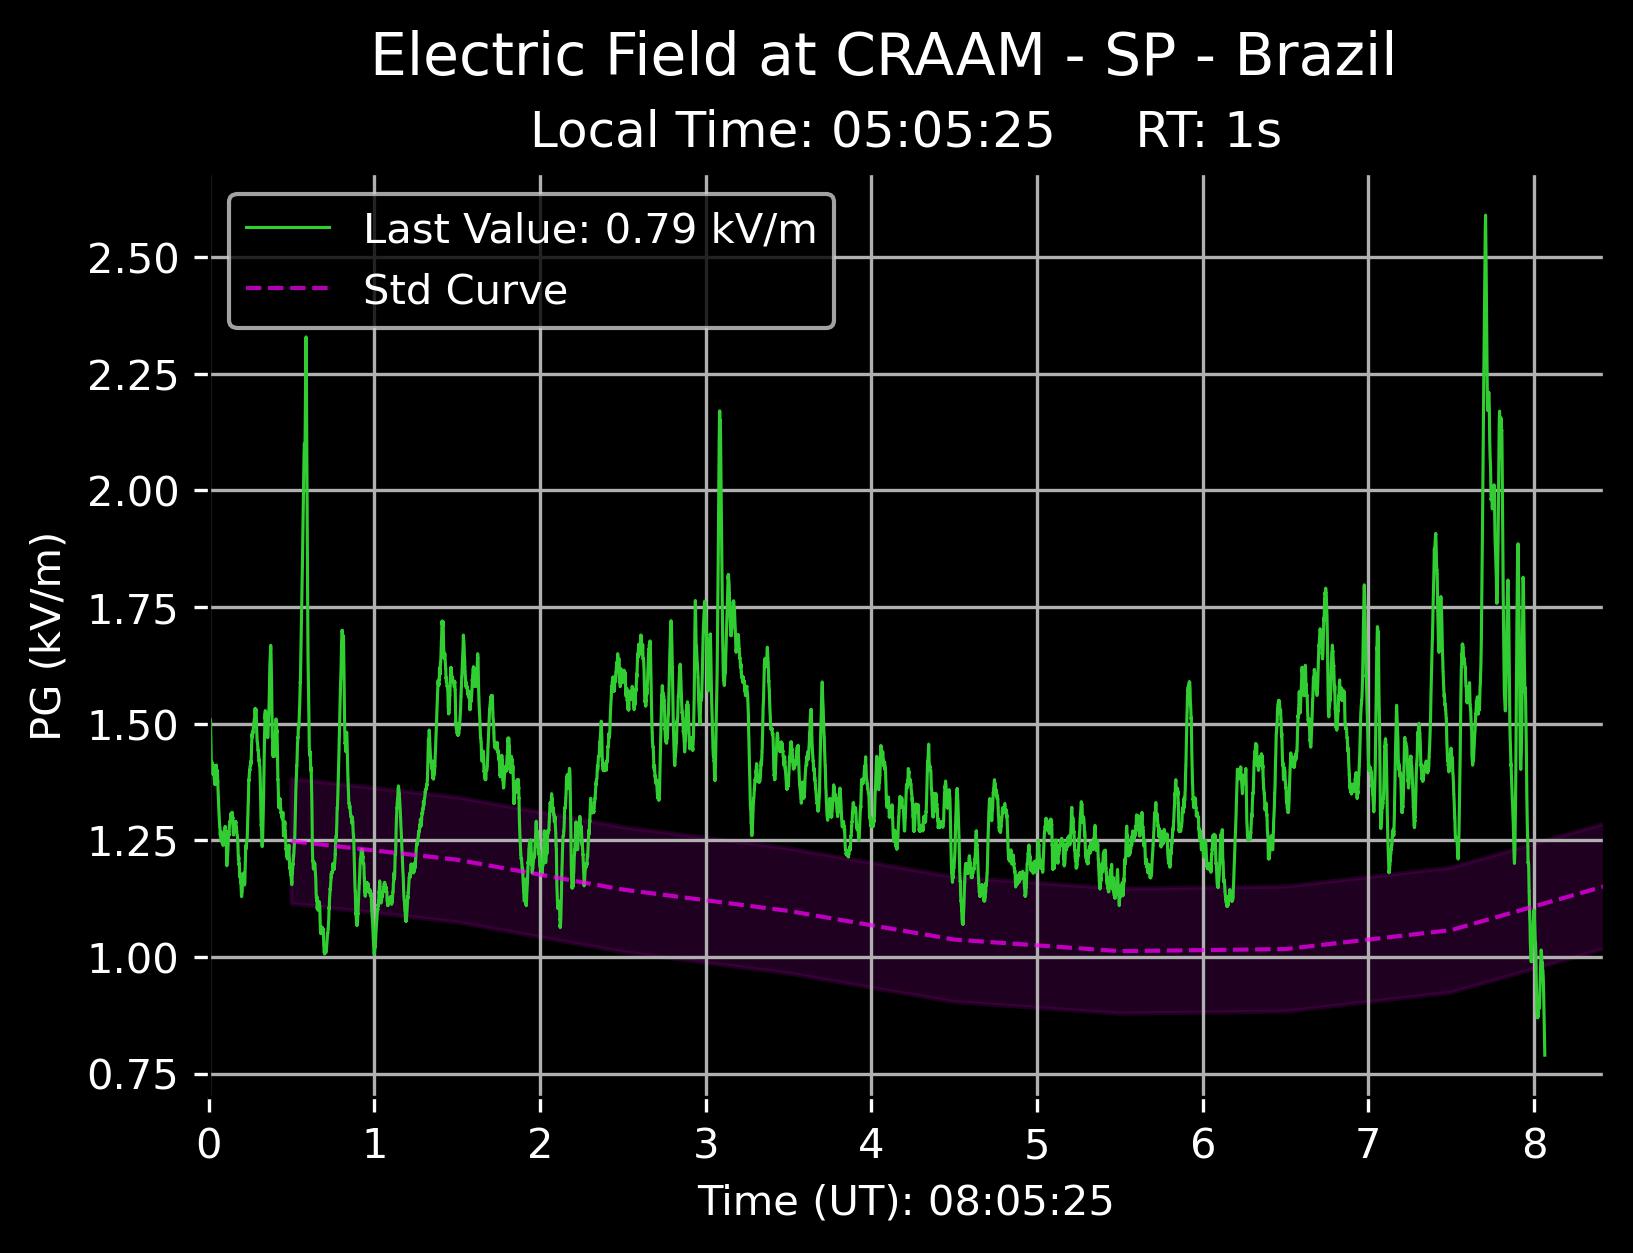 Electric Field at CRAAM - SP - Brazil
Local Time: 05:05:25 RT: 1s
Last Value: 0.79 kV/m
Std Curve
PG (kV/m)
2.50
2.25
2.00
1.75
1.50
1.25
1.00
0.75
0 1 2 3 4 5 6 7 8
Time (UT): 08:05:25